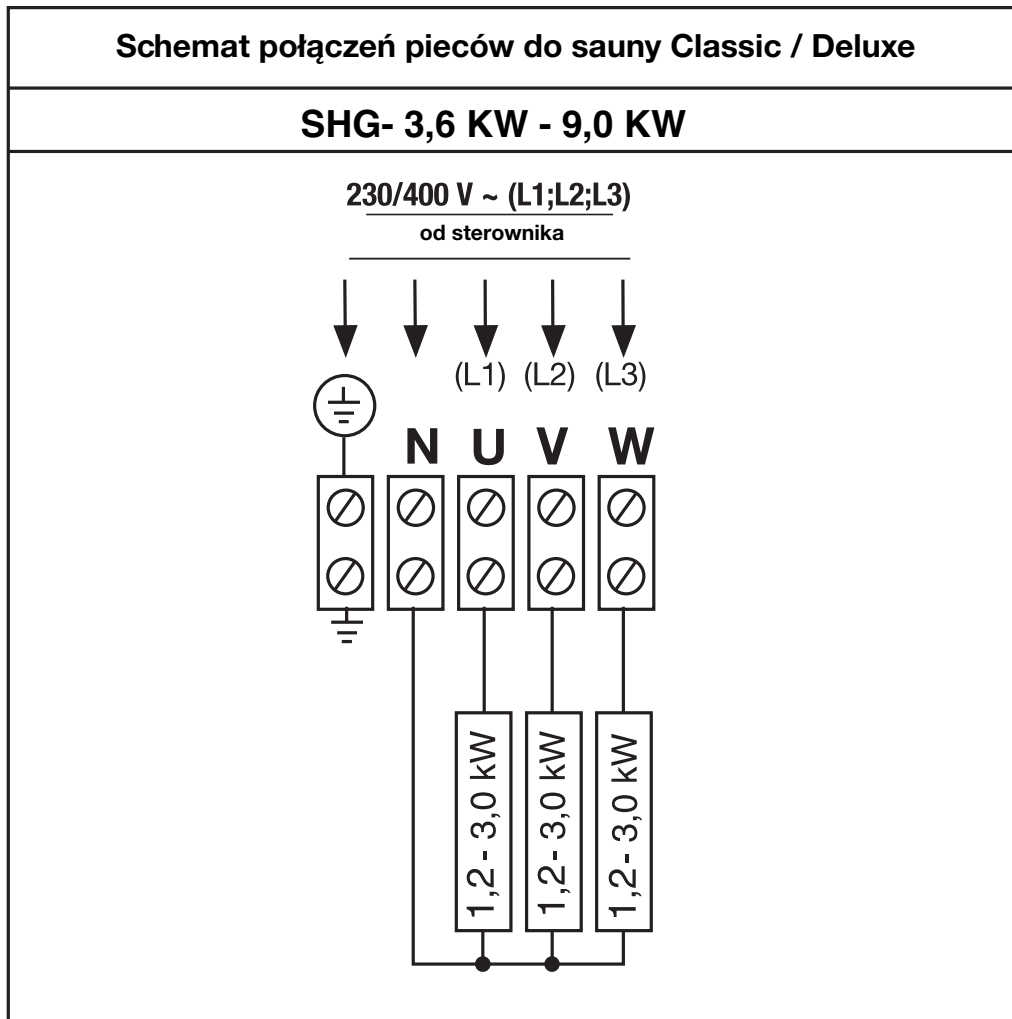 Schemat połączeń pieców do sauny Classic / Deluxe
SHG- 3,6 KW - 9,0 KW
230/400 V ~ (L1;L2;L3)
od sterownika
(L1) (L2) (L3)
N U V W
1,2- 3,0 kW
1,2- 3,0 kW
1,2- 3,0 kW